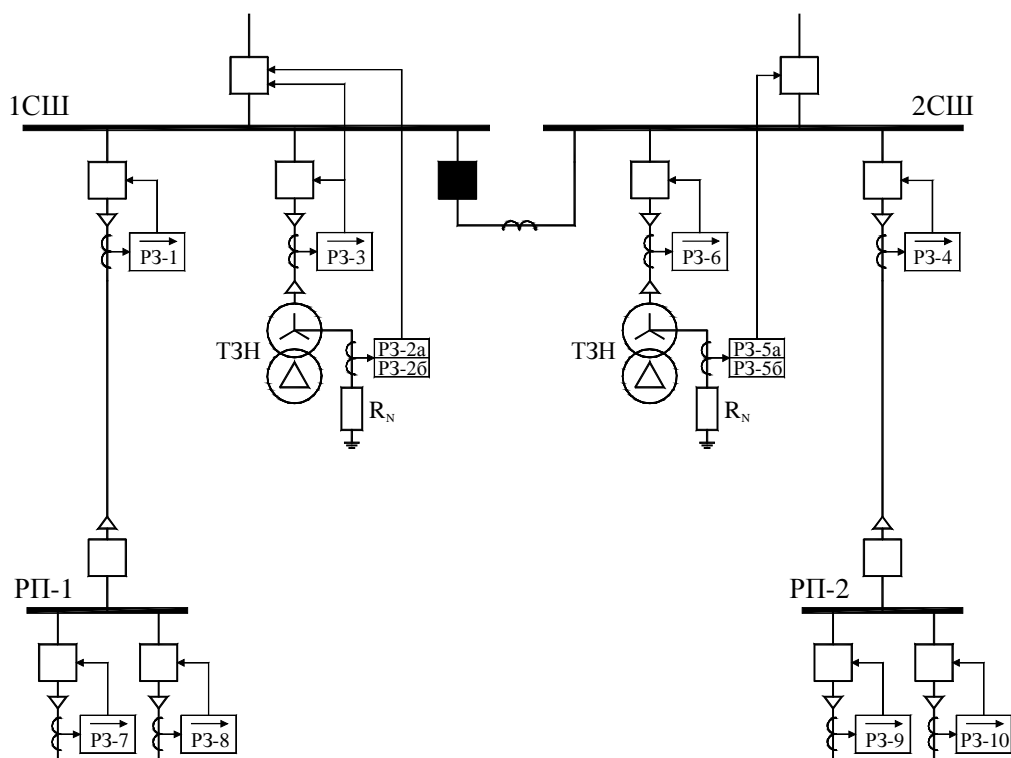 1СШ
2СШ
РЗ-1
РЗ-3
РЗ-6
РЗ-4
ТЗН
РЗ-2а
РЗ-2б
ТЗН
РЗ-5а
РЗ-5б
R_N
R_N
РП-1
РП-2
РЗ-7
РЗ-8
РЗ-9
РЗ-10